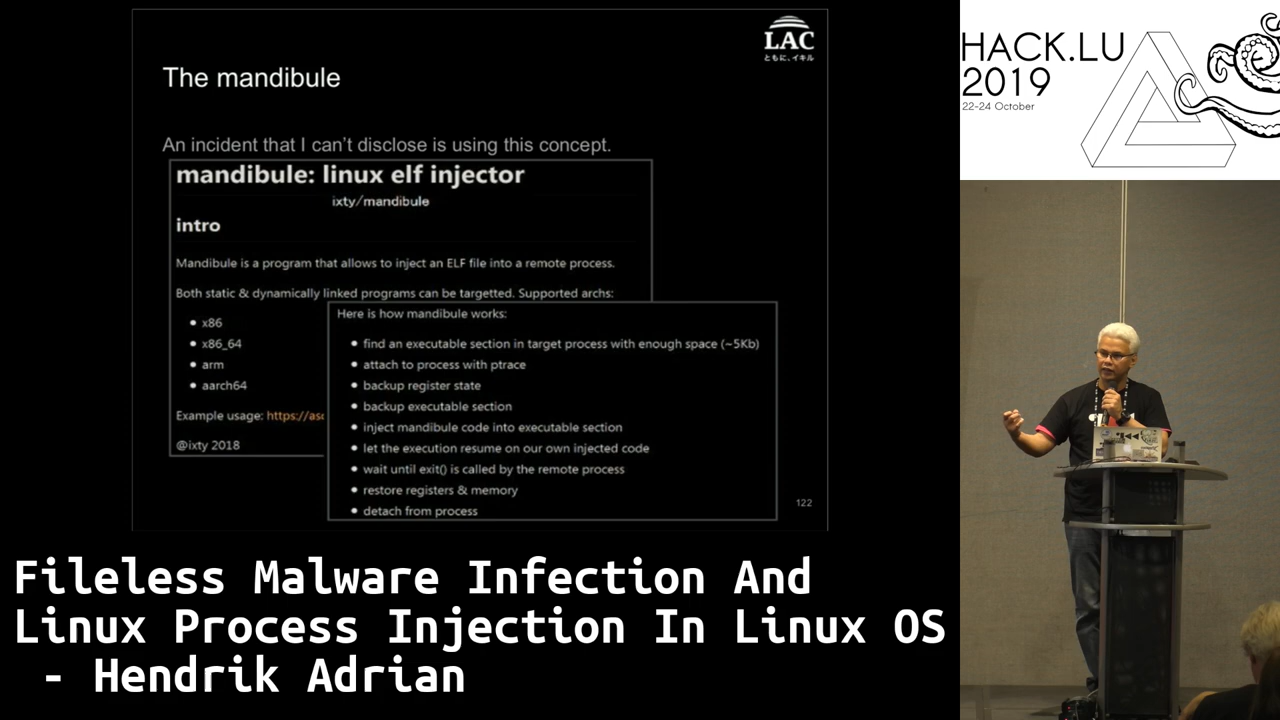 LAC
ともに、イキル
The mandibule
An incident that I can't disclose is using this concept.
mandibule: linux elf injector
ixty/mandibule
intro
Mandibule is a program that allows to inject an ELF file into a remote process.
Both static & dynamically linked programs can be targetted. Supported archs:
• x86
• x86_64
• arm
• aarch64
Example usage: https://asc
@ixty 2018
Here is how mandibule works:
• find an executable section in target process with enough space (~5Kb)
• attach to process with ptrace
• backup register state
• backup executable section
• inject mandibule code into executable section
• let the execution resume on our own injected code
• wait until exit() is called by the remote process
• restore registers & memory
• detach from process
122
HACK.LU
2019
22-24 October
Fileless Malware Infection And
Linux Process Injection In Linux OS
- Hendrik Adrian